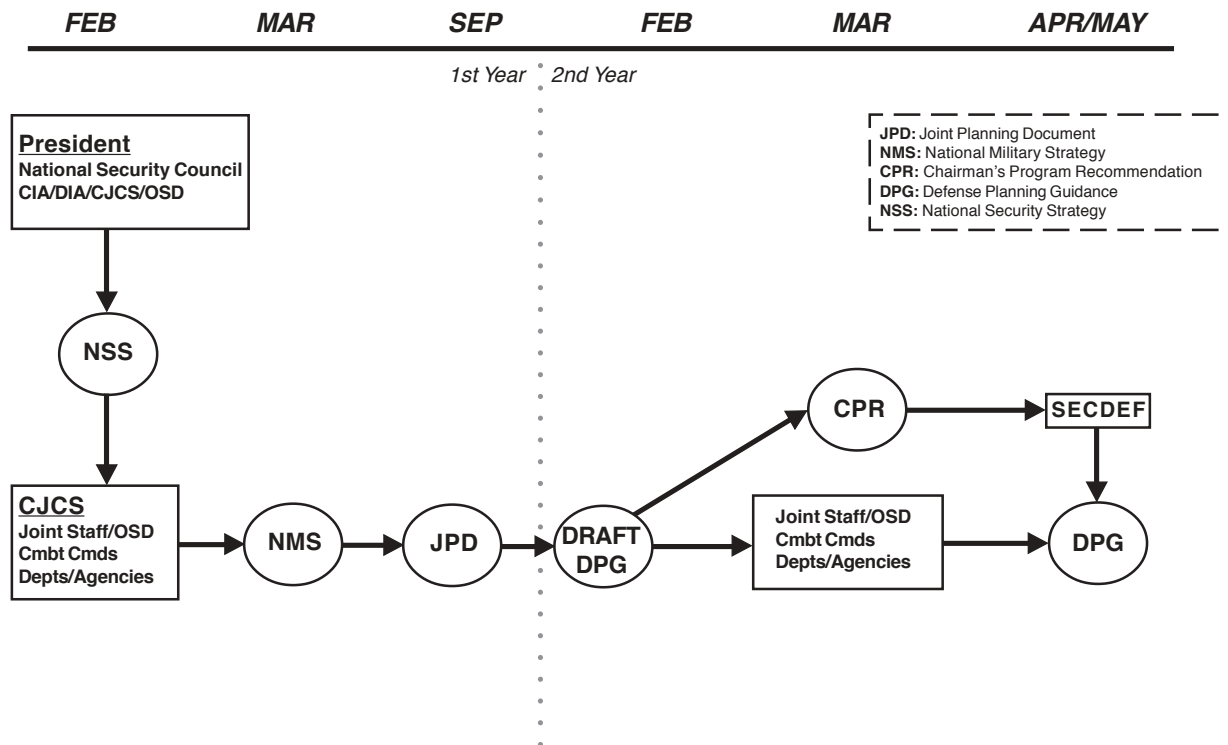 FEB MAR SEP FEB MAR APR/MAY
1st Year 2nd Year
President
National Security Council
CIA/DIA/CJCS/OSD
JPD: Joint Planning Document
NMS: National Military Strategy
CPR: Chairman's Program Recommendation
DPG: Defense Planning Guidance
NSS: National Security Strategy
NSS
CPR
SECDEF
CJCS
Joint Staff/OSD
Cmbt Cmds
Depts/Agencies
NMS
JPD
DRAFT
DPG
Joint Staff/OSD
Cmbt Cmds
Depts/Agencies
DPG